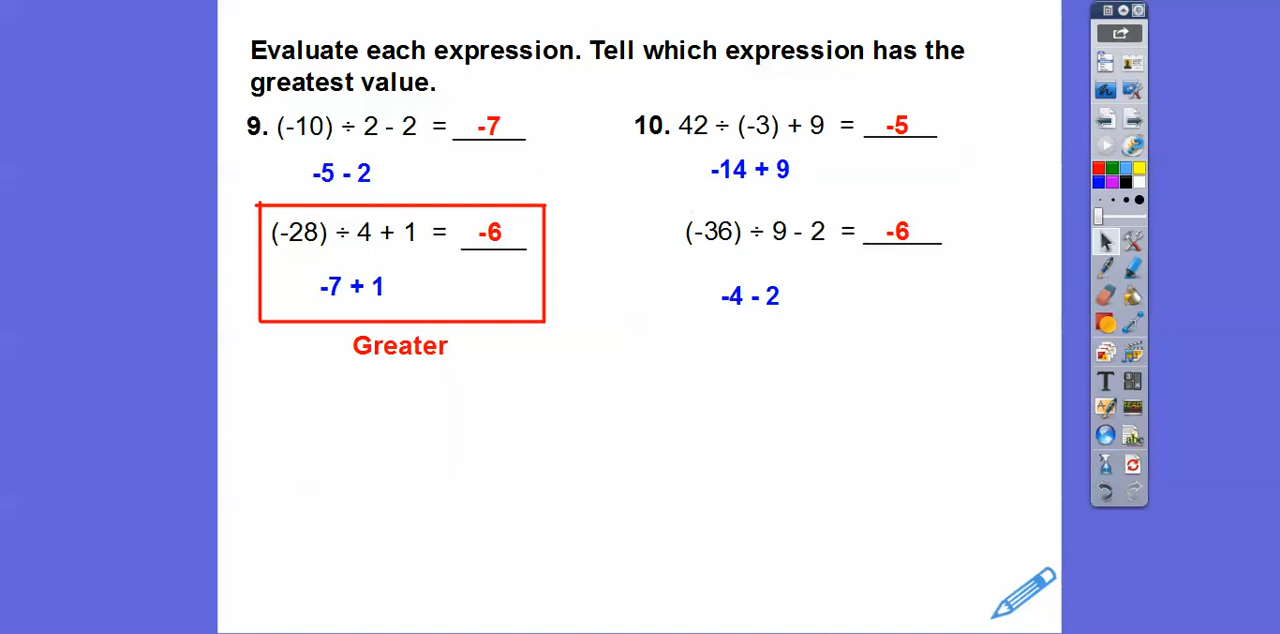 Evaluate each expression. Tell which expression has the
greatest value.
9. (-10) ÷ 2 - 2 = -7
-5 - 2
(-28) ÷ 4 + 1 = -6
-7 + 1
Greater
10. 42 ÷ (-3) + 9 = -5
-14 + 9
(-36) ÷ 9 - 2 = -6
-4 - 2
T
abc